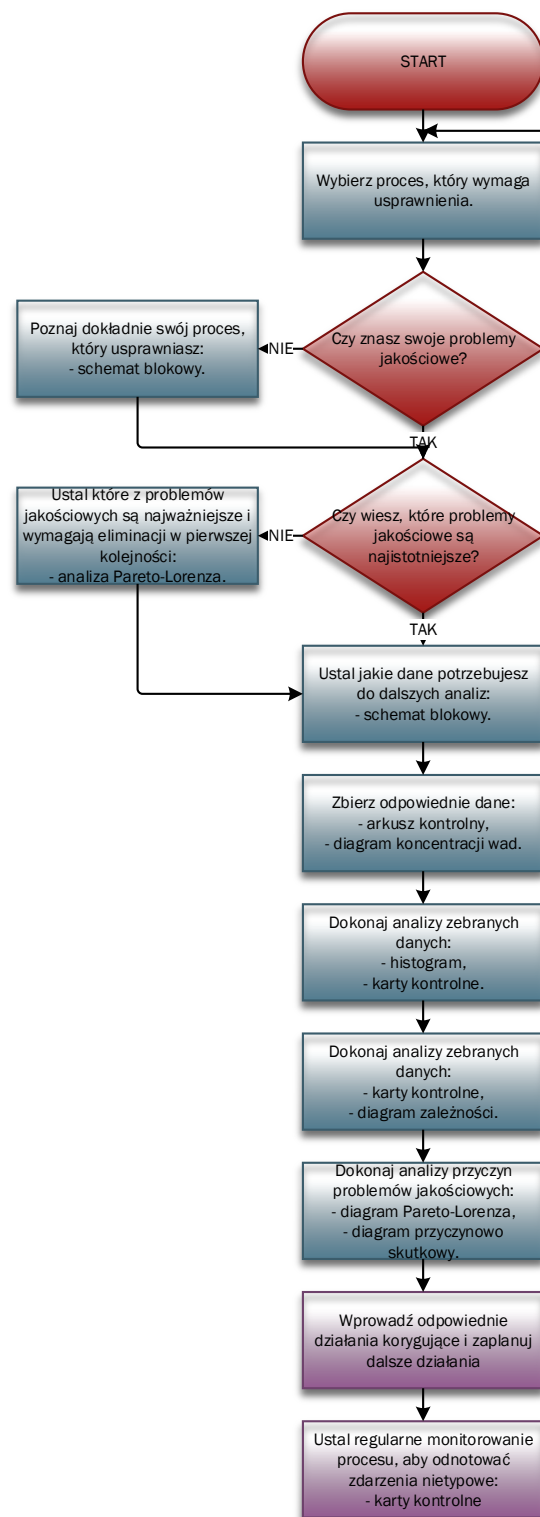 START
Wybierz proces, który wymaga
usprawnienia.
Czy znasz swoje problemy
jakościowe?
NIE
Poznaj dokładnie swój proces,
który usprawniasz:
- schemat blokowy.
TAK
Czy wiesz, które problemy
jakościowe są
najistotniejsze?
NIE
Ustal które z problemów
jakościowych są najważniejsze i
wymagają eliminacji w pierwszej
kolejności:
- analiza Pareto-Lorenza.
TAK
Ustal jakie dane potrzebujesz
do dalszych analiz:
- schemat blokowy.
Zbierz odpowiednie dane:
- arkusz kontrolny,
- diagram koncentracji wad.
Dokonaj analizy zebranych
danych:
- histogram,
- karty kontrolne.
Dokonaj analizy zebranych
danych:
- karty kontrolne,
- diagram zależności.
Dokonaj analizy przyczyn
problemów jakościowych:
- diagram Pareto-Lorenza,
- diagram przyczynowo
skutkowy.
Wprowadź odpowiednie
działania korygujące i zaplanuj
dalsze działania
Ustal regularne monitorowanie
procesu, aby odnotować
zdarzenia nietypowe:
- karty kontrolne